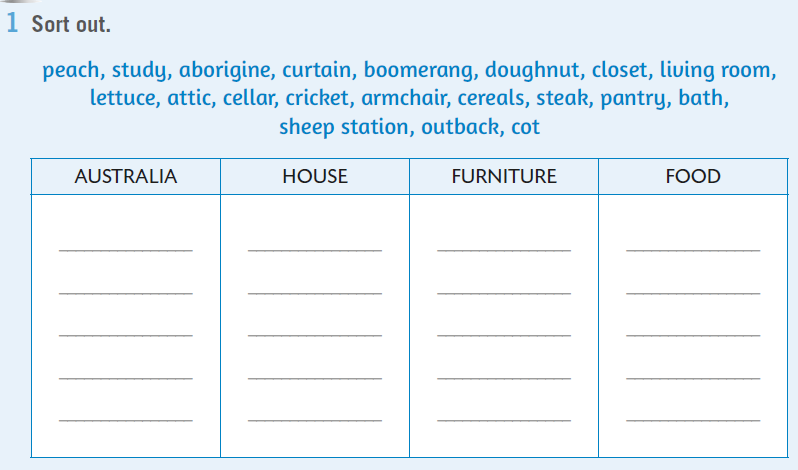 1 Sort out.
peach, study, aborigine, curtain, boomerang, doughnut, closet, living room,
lettuce, attic, cellar, cricket, armchair, cereals, steak, pantry, bath,
sheep station, outback, cot
AUSTRALIA HOUSE FURNITURE FOOD